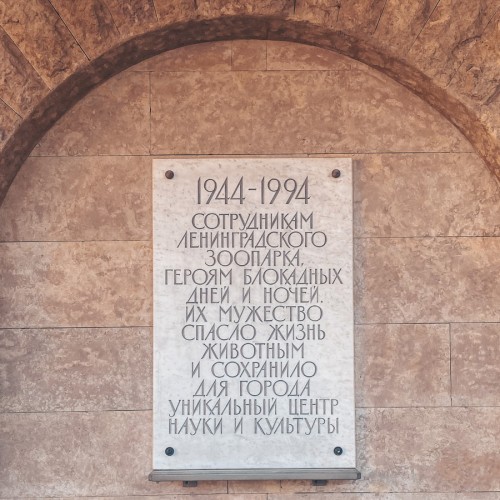 1944-1994
СОТРУДНИКАМ
ЛЕНИНГРАДСКОГО
ЗООПАРКА,
ГЕРОЯМ БЛОКАДНЫХ
ДНЕЙ И НОЧЕЙ.
ИХ МУЖЕСТВО
СПАСЛО ЖИЗНЬ
ЖИВОТНЫМ
И СОХРАНИЛО
ДЛЯ ГОРОДА
УНИКАЛЬНЫЙ ЦЕНТР
НАУКИ И КУЛЬТУРЫ